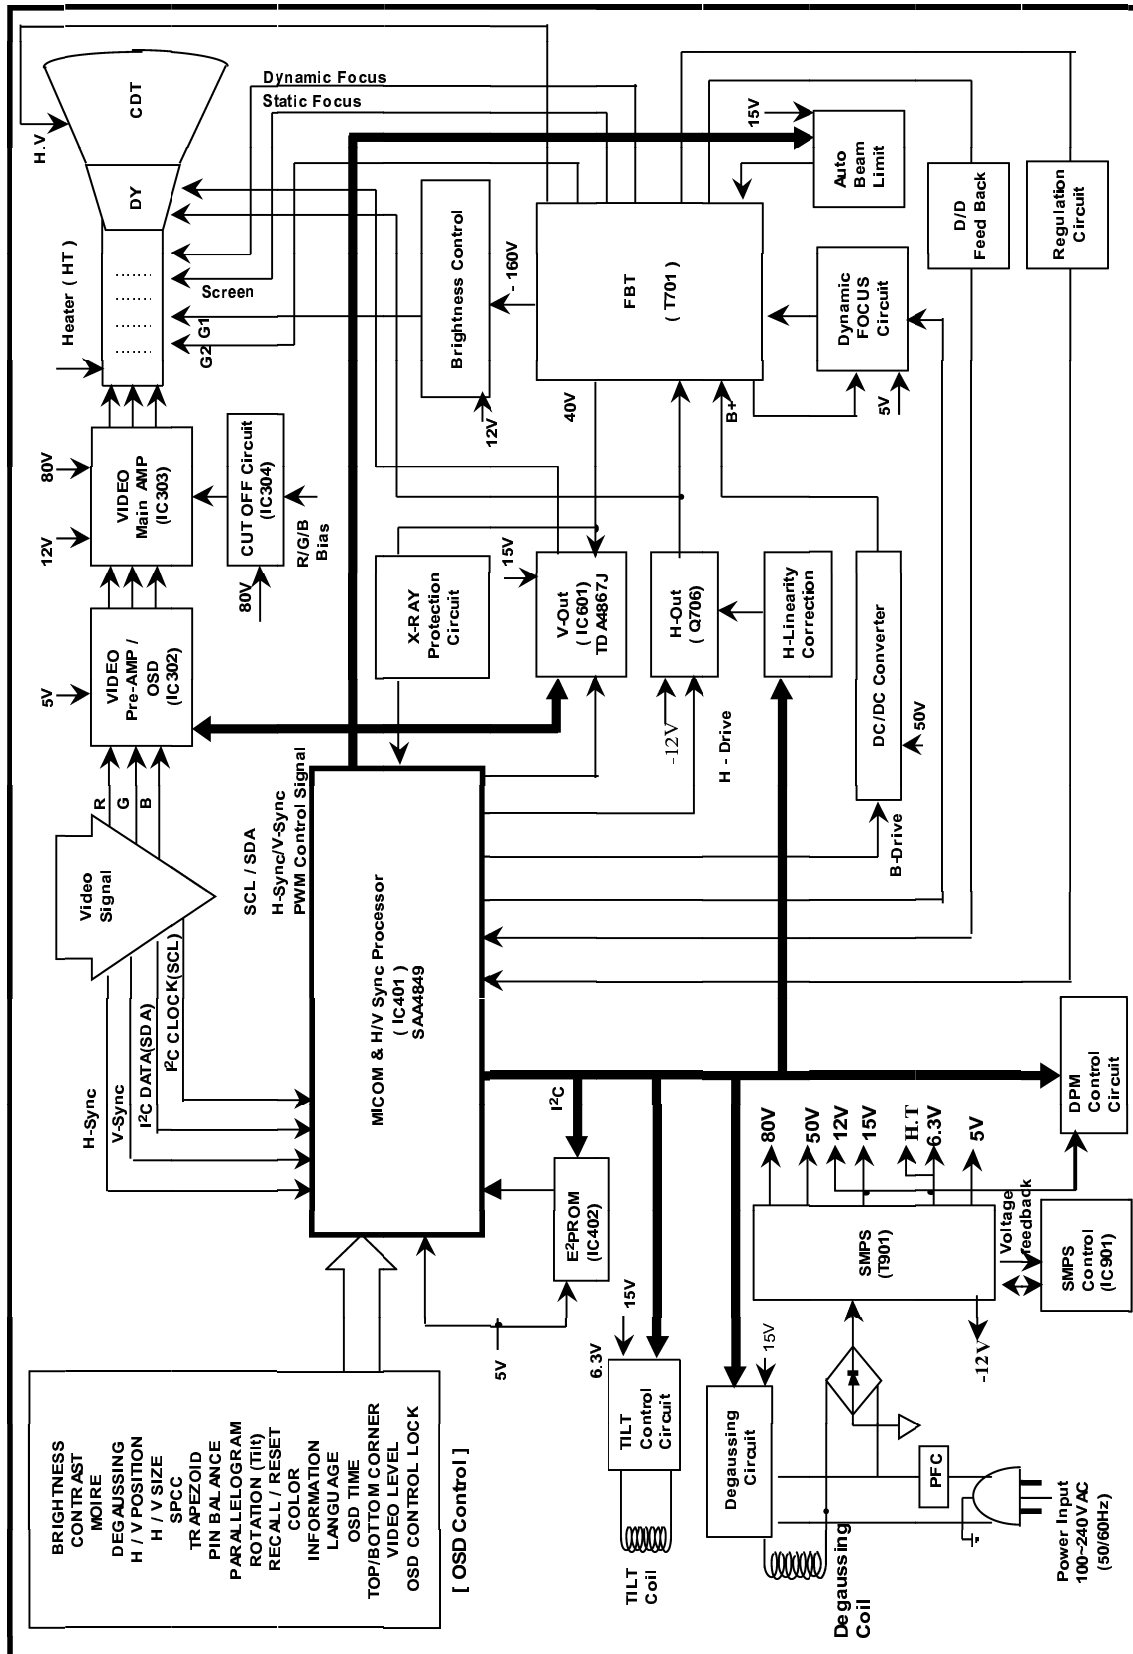 CDT
H.V
DY
Heater ( HT )
Dynamic Focus
Static Focus
Screen
G2 G1
Brightness Control
12V
- 160V
FBT
( T701 )
15V
Auto
Beam
Limit
D/D
Feed Back
Regulation
Circuit
Dynamic
FOCUS
Circuit
5V
40V
B+
80V
12V
VIDEO
Main AMP
(IC303)
CUT OFF Circuit
(IC304)
80V
R/G/B
Bias
5V
VIDEO
Pre-AMP /
OSD
(IC302)
X-RAY
Protection
Circuit
15V
V-Out
( IC601)
TDA4867J
H-Out
( Q706)
-12V
H - Drive
H-Linearity
Correction
DC/DC Converter
50V
B-Drive
R
G
B
Video
Signal
SCL / SDA
H-Sync/V-Sync
PWM Control Signal
MICOM & H/V Sync Processor
( IC401 )
SAA4849
H-Sync
V-Sync
I²C DATA(SDA)
I²C CLOCK(SCL)
I²C
E²PROM
(IC402)
5V
DPM
Control
Circuit
80V
50V
12V
15V
H.T
6.3V
5V
SMPS
(T901)
Voltage
feedback
SMPS
Control
(IC901)
-12V
15V
6.3V
TILT
Control
Circuit
TILT
Coil
15V
Degaussing
Circuit
Degaussing
Coil
PFC
Power Input
100~240VAC
(50/60Hz)
BRIGHTNESS
CONTRAST
MOIRE
DEGAUSSING
H / V POSITION
H / V SIZE
SPCC
TRAPEZOID
PIN BALANCE
PARALLELOGRAM
ROTATION (Tilt)
RECALL / RESET
COLOR
INFORMATION
LANGUAGE
OSD TIME
TOP/BOTTOM CORNER
VIDEO LEVEL
OSD CONTROL LOCK
[ OSD Control ]